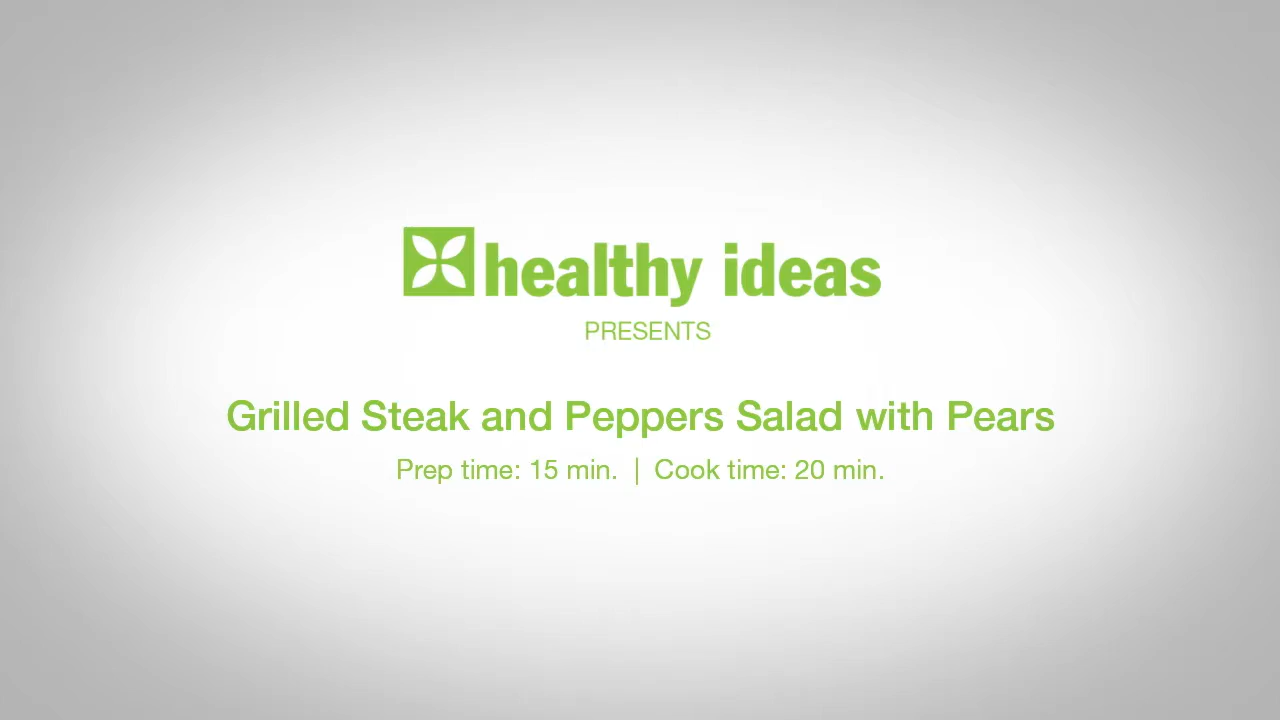 healthy ideas
PRESENTS
Grilled Steak and Peppers Salad with Pears
Prep time: 15 min. | Cook time: 20 min.